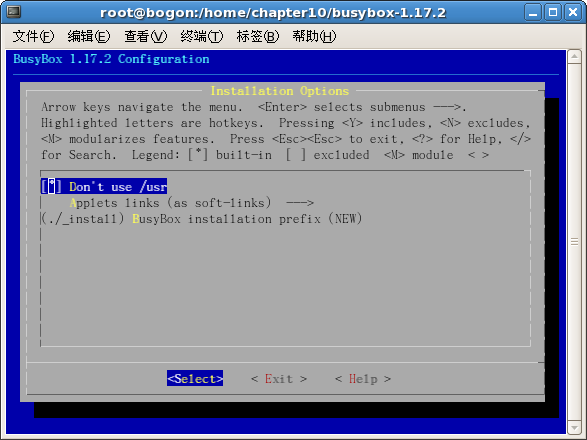 root@bogon:/home/chapter10/busybox-1.17.2
文件(F) 编辑(E) 查看(V) 终端(T) 标签(B) 帮助(H)
BusyBox 1.17.2 Configuration
Installation Options
Arrow keys navigate the menu. <Enter> selects submenus --->.
Highlighted letters are hotkeys. Pressing <Y> includes, <N> excludes,
<M> modularizes features. Press <Esc><Esc> to exit, <?> for Help, </>
for Search. Legend: [*] built-in [ ] excluded <M> module < >
[*] Don't use /usr
Applets links (as soft-links) --->
(./_install) BusyBox installation prefix (NEW)
<Select> < Exit > < Help >